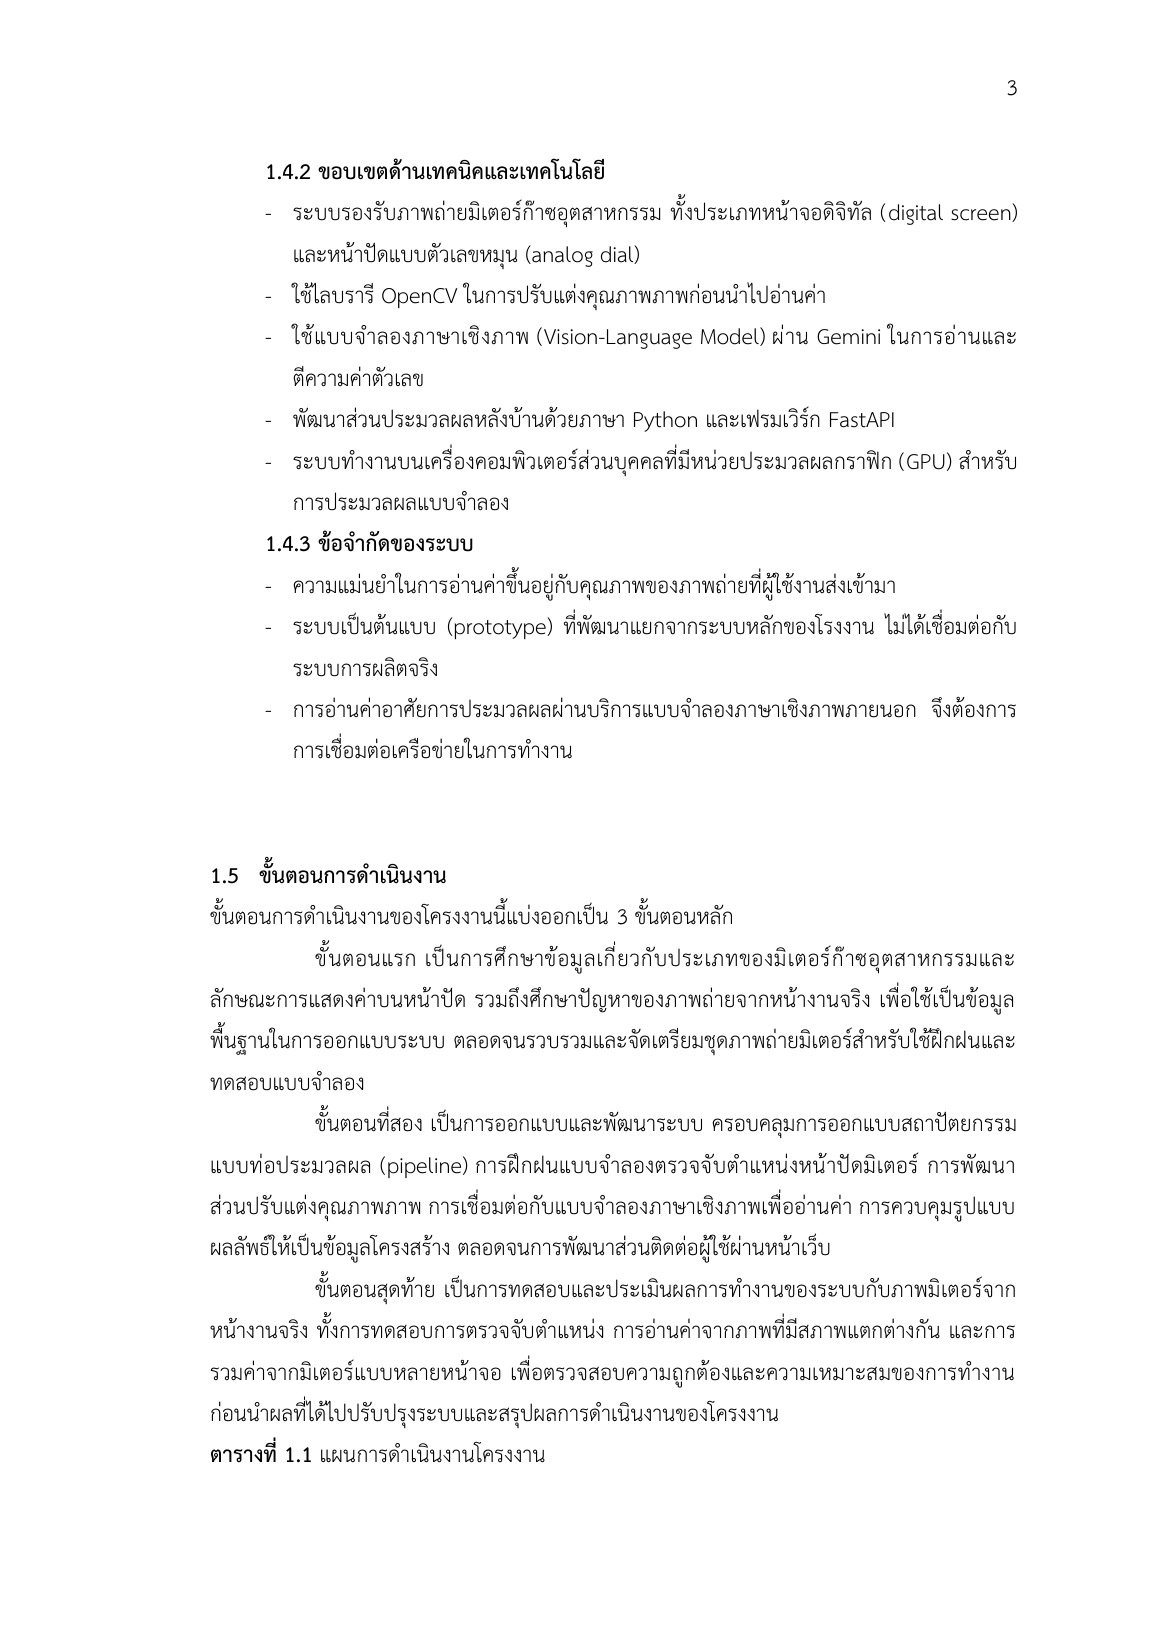 3
1.4.2 ขอบเขตด้านเทคนิคและเทคโนโลยี
- ระบบรองรับภาพถ่ายมิเตอร์ก๊าซอุตสาหกรรม ทั้งประเภทหน้าจอดิจิทัล (digital screen)
และหน้าปัดแบบตัวเลขหมุน (analog dial)
- ใช้ไลบรารี OpenCV ในการปรับแต่งคุณภาพภาพก่อนนำไปอ่านค่า
- ใช้แบบจำลองภาษาเชิงภาพ (Vision-Language Model) ผ่าน Gemini ในการอ่านและ
ตีความค่าตัวเลข
- พัฒนาส่วนประมวลผลหลังบ้านด้วยภาษา Python และเฟรมเวิร์ก FastAPI
- ระบบทำงานบนเครื่องคอมพิวเตอร์ส่วนบุคคลที่มีหน่วยประมวลผลกราฟิก (GPU) สำหรับ
การประมวลผลแบบจำลอง
1.4.3 ข้อจำกัดของระบบ
- ความแม่นยำในการอ่านค่าขึ้นอยู่กับคุณภาพของภาพถ่ายที่ผู้ใช้งานส่งเข้ามา
- ระบบเป็นต้นแบบ (prototype) ที่พัฒนาแยกจากระบบหลักของโรงงาน ไม่ได้เชื่อมต่อกับ
ระบบการผลิตจริง
- การอ่านค่าอาศัยการประมวลผลผ่านบริการแบบจำลองภาษาเชิงภาพภายนอก จึงต้องการ
การเชื่อมต่อเครือข่ายในการทำงาน
1.5 ขั้นตอนการดำเนินงาน
ขั้นตอนการดำเนินงานของโครงงานนี้แบ่งออกเป็น 3 ขั้นตอนหลัก
ขั้นตอนแรก เป็นการศึกษาข้อมูลเกี่ยวกับประเภทของมิเตอร์ก๊าซอุตสาหกรรมและ
ลักษณะการแสดงค่าบนหน้าปัด รวมถึงศึกษาปัญหาของภาพถ่ายจากหน้างานจริง เพื่อใช้เป็นข้อมูล
พื้นฐานในการออกแบบระบบ ตลอดจนรวบรวมและจัดเตรียมชุดภาพถ่ายมิเตอร์สำหรับใช้ฝึกฝนและ
ทดสอบแบบจำลอง
ขั้นตอนที่สอง เป็นการออกแบบและพัฒนาระบบ ครอบคลุมการออกแบบสถาปัตยกรรม
แบบท่อประมวลผล (pipeline) การฝึกฝนแบบจำลองตรวจจับตำแหน่งหน้าปัดมิเตอร์ การพัฒนา
ส่วนปรับแต่งคุณภาพภาพ การเชื่อมต่อกับแบบจำลองภาษาเชิงภาพเพื่ออ่านค่า การควบคุมรูปแบบ
ผลลัพธ์ให้เป็นข้อมูลโครงสร้าง ตลอดจนการพัฒนาส่วนติดต่อผู้ใช้ผ่านหน้าเว็บ
ขั้นตอนสุดท้าย เป็นการทดสอบและประเมินผลการทำงานของระบบกับภาพมิเตอร์จาก
หน้างานจริง ทั้งการทดสอบการตรวจจับตำแหน่ง การอ่านค่าจากภาพที่มีสภาพแตกต่างกัน และการ
รวมค่าจากมิเตอร์แบบหลายหน้าจอ เพื่อตรวจสอบความถูกต้องและความเหมาะสมของการทำงาน
ก่อนนำผลที่ได้ไปปรับปรุงระบบและสรุปผลการดำเนินงานของโครงงาน
ตารางที่ 1.1 แผนการดำเนินงานโครงงาน